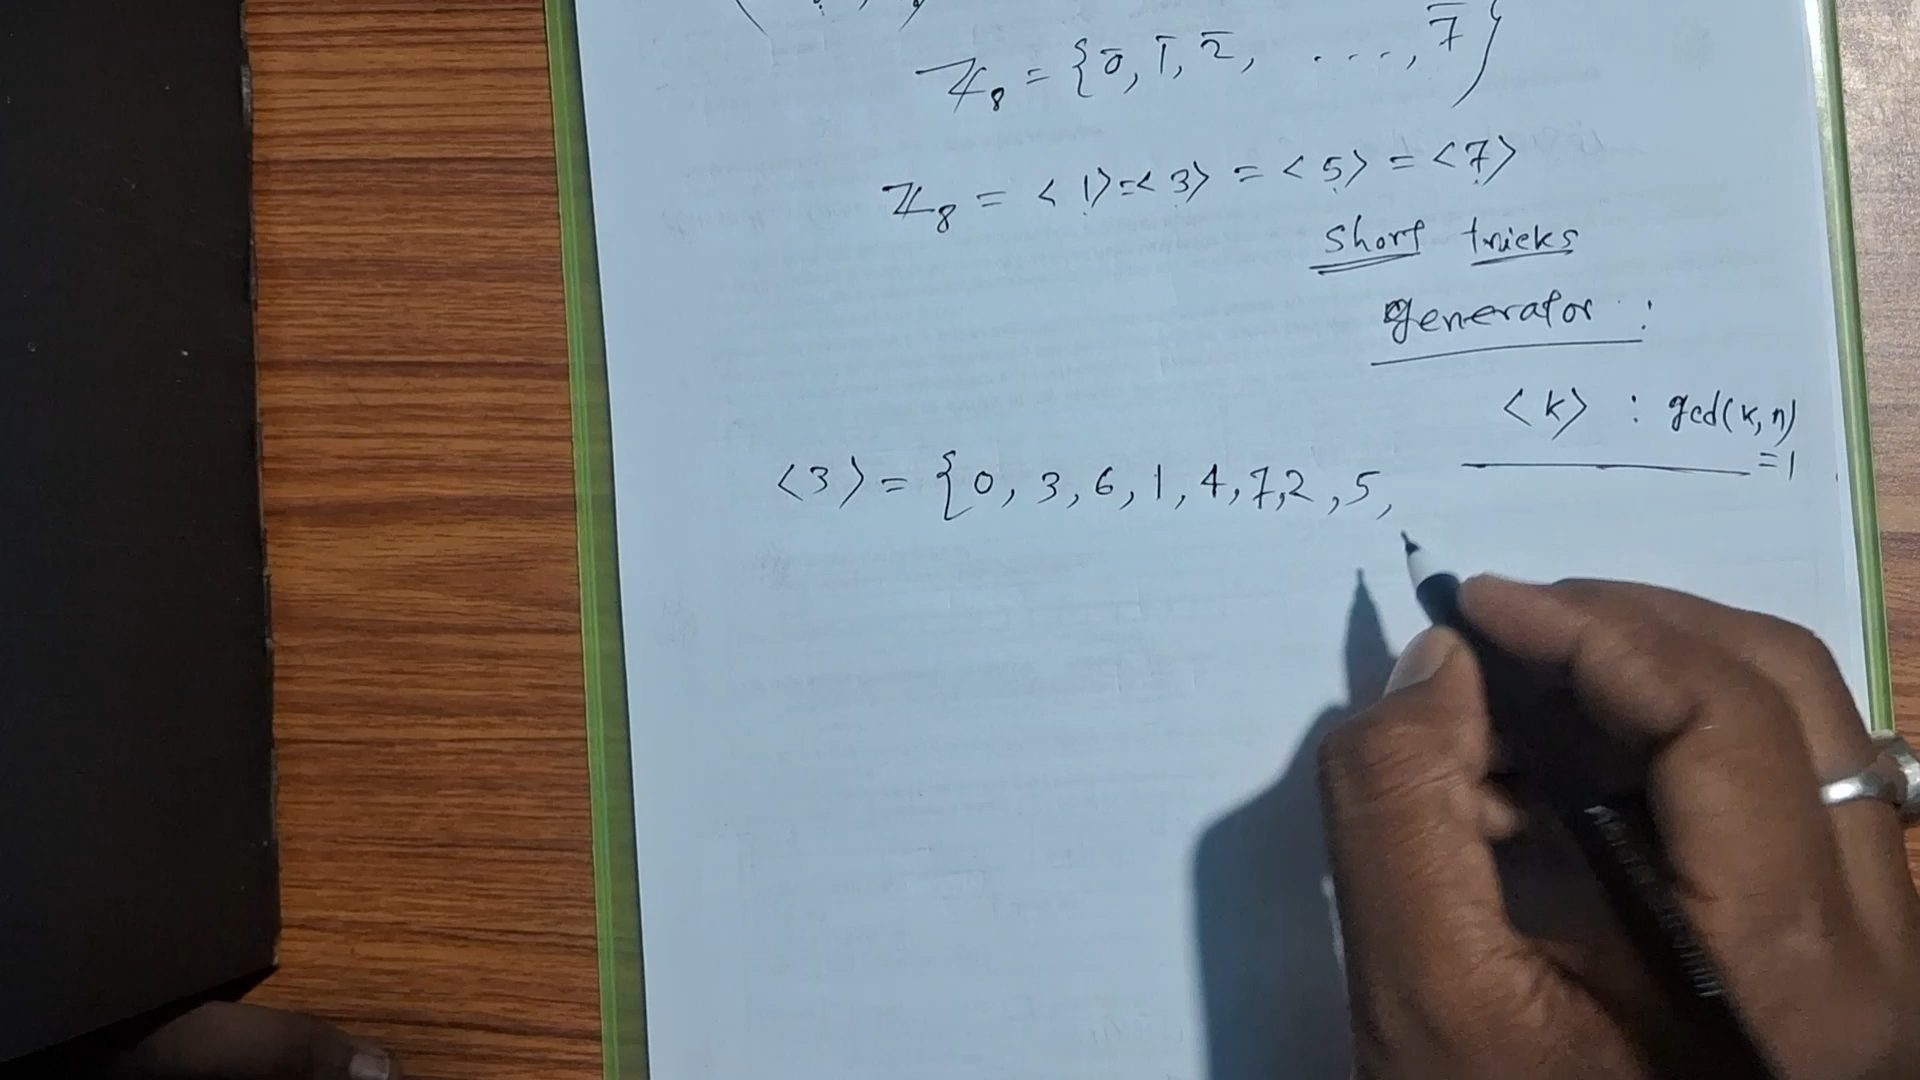 ℤ₈ = {0̄, 1̄, 2̄, ...., 7̄}
ℤ₈ = <1> = <3> = <5> = <7>
Short tricks
generator :
<k> : gcd(k,n)
=1
<3> = {0, 3, 6, 1, 4, 7, 2, 5,